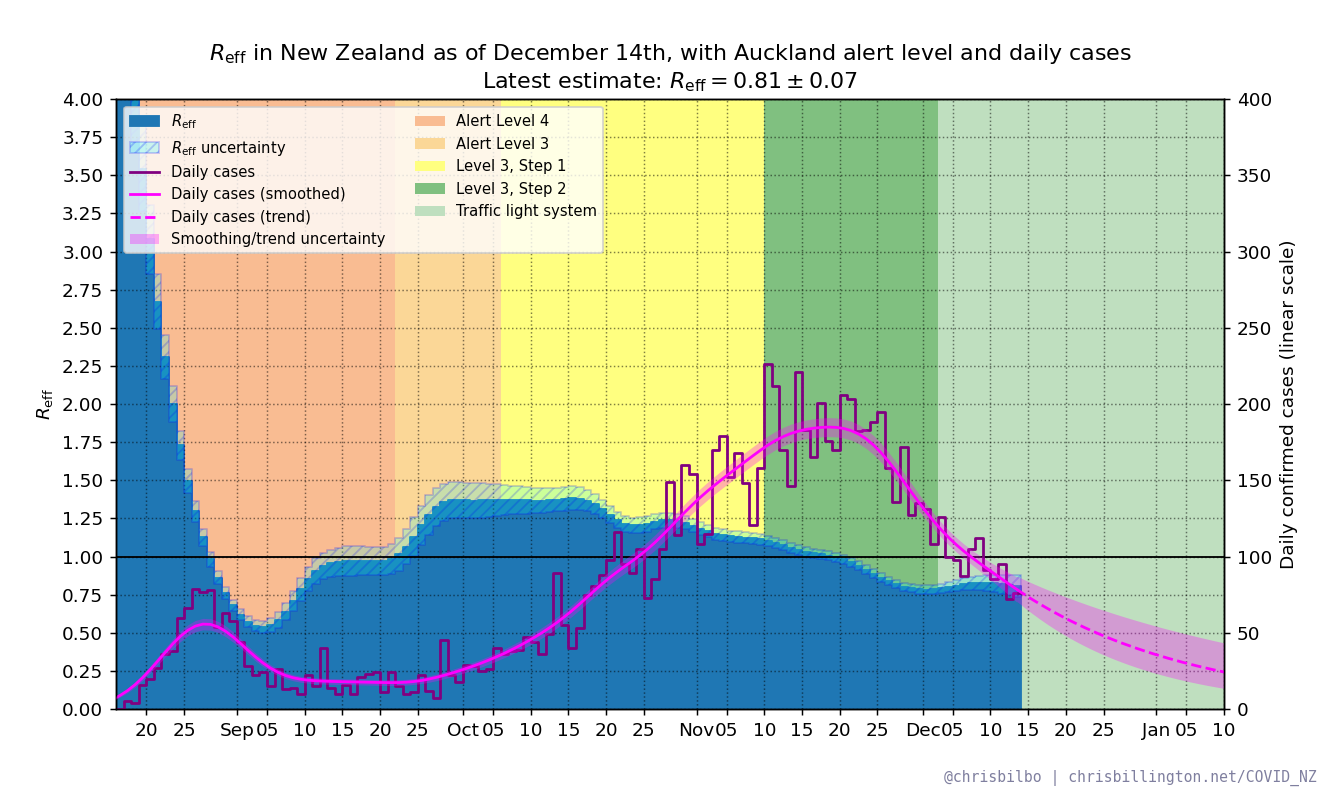 R_eff in New Zealand as of December 14th, with Auckland alert level and daily cases
Latest estimate: R_eff = 0.81 ± 0.07
R_eff
R_eff uncertainty
Daily cases
Daily cases (smoothed)
Daily cases (trend)
Smoothing/trend uncertainty
Alert Level 4
Alert Level 3
Level 3, Step 1
Level 3, Step 2
Traffic light system
4.00
3.75
3.50
3.25
3.00
2.75
2.50
2.25
2.00
1.75
1.50
1.25
1.00
0.75
0.50
0.25
0.00
R_eff
400
350
300
250
200
150
100
50
0
Daily confirmed cases (linear scale)
20 25 Sep 05 10 15 20 25 Oct 05 10 15 20 25 Nov 05 10 15 20 25 Dec 05 10 15 20 25 Jan 05 10
@chrisbilbo | chrisbillington.net/COVID_NZ